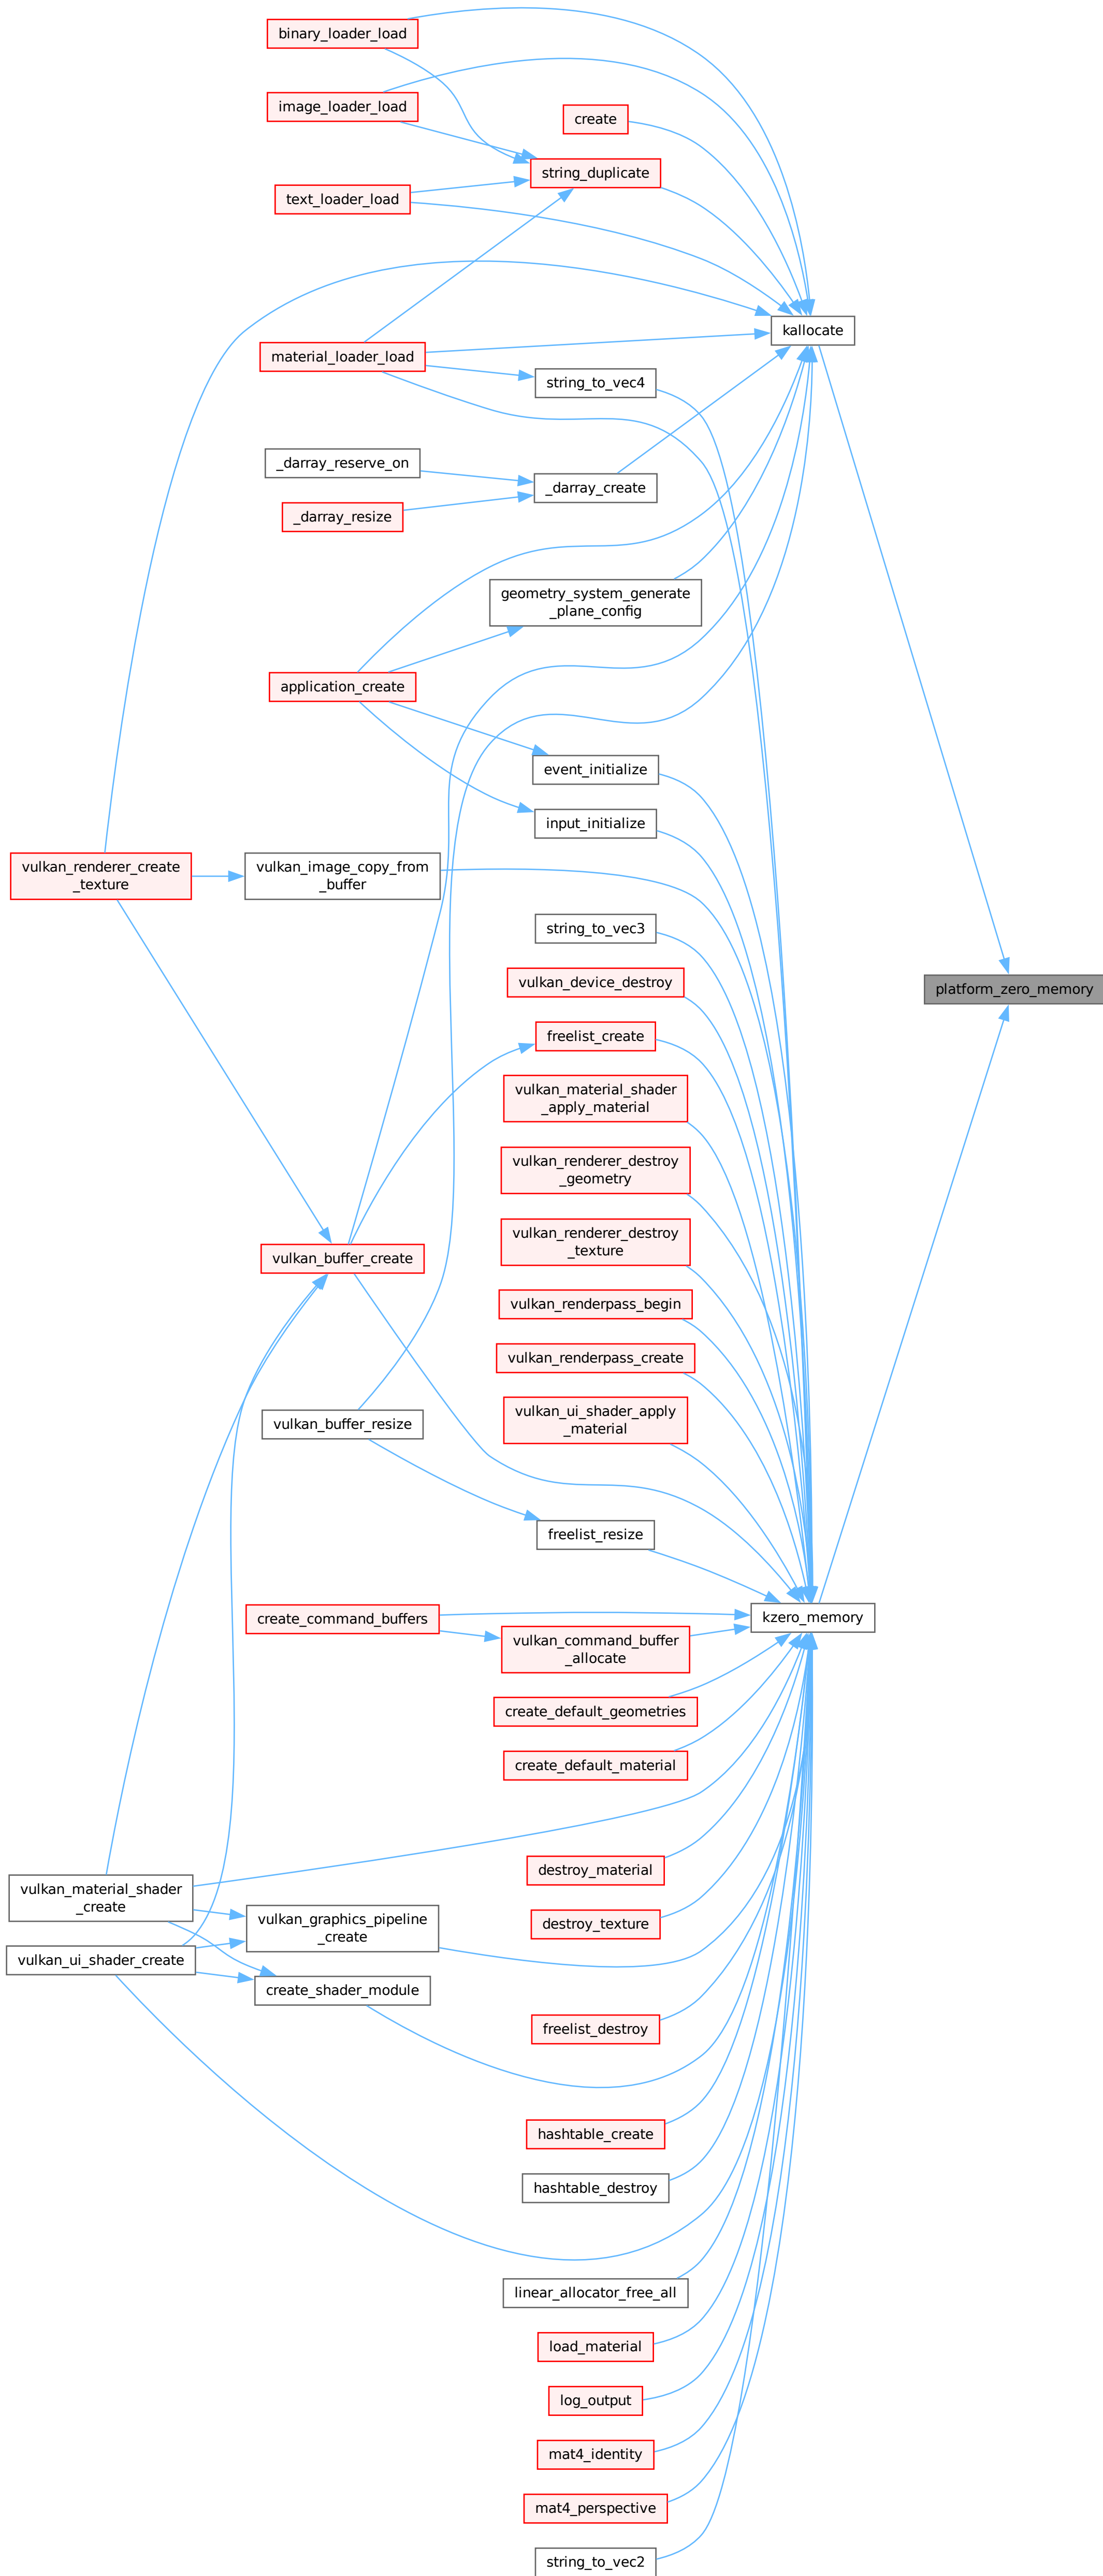 binary_loader_load
image_loader_load
create
string_duplicate
text_loader_load
kallocate
material_loader_load
string_to_vec4
_darray_reserve_on
_darray_create
_darray_resize
geometry_system_generate
_plane_config
application_create
event_initialize
input_initialize
vulkan_renderer_create
_texture
vulkan_image_copy_from
_buffer
string_to_vec3
vulkan_device_destroy
platform_zero_memory
freelist_create
vulkan_material_shader
_apply_material
vulkan_renderer_destroy
_geometry
vulkan_renderer_destroy
_texture
vulkan_buffer_create
vulkan_renderpass_begin
vulkan_renderpass_create
vulkan_ui_shader_apply
_material
vulkan_buffer_resize
freelist_resize
kzero_memory
create_command_buffers
vulkan_command_buffer
_allocate
create_default_geometries
create_default_material
destroy_material
vulkan_material_shader
_create
vulkan_graphics_pipeline
_create
destroy_texture
vulkan_ui_shader_create
create_shader_module
freelist_destroy
hashtable_create
hashtable_destroy
linear_allocator_free_all
load_material
log_output
mat4_identity
mat4_perspective
string_to_vec2